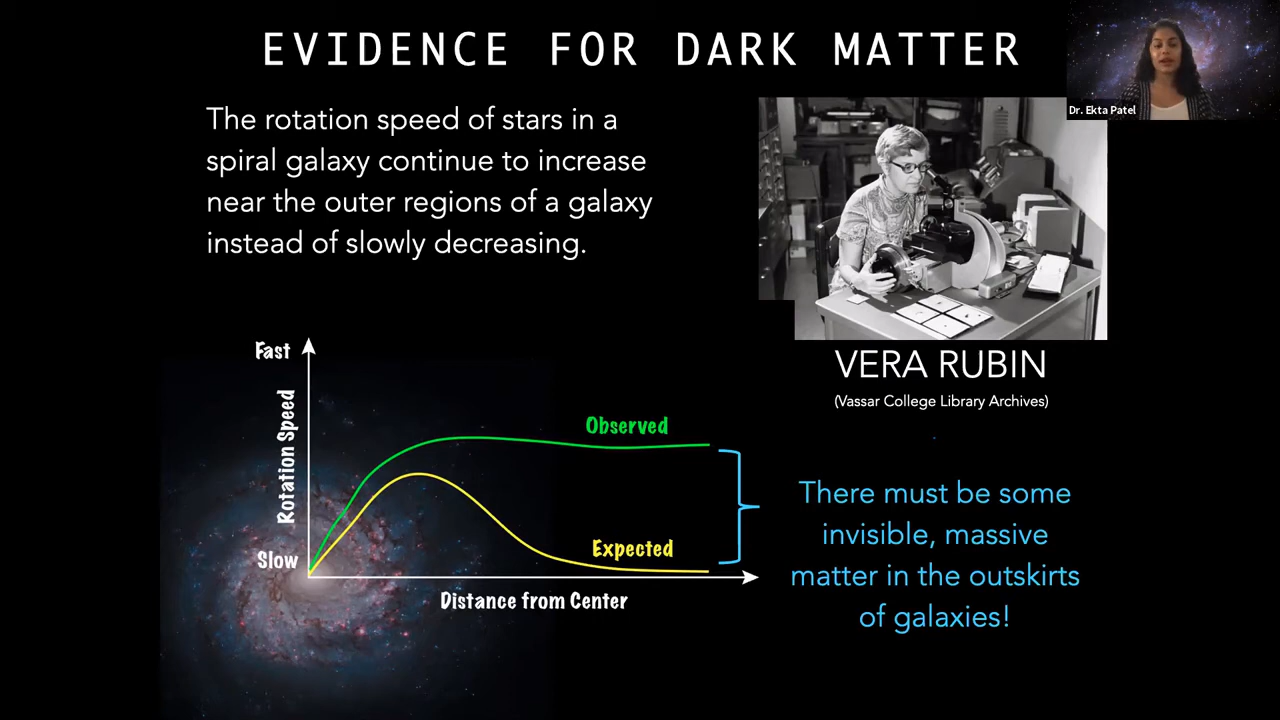 EVIDENCE FOR DARK MATTER
Dr. Ekta Patel
The rotation speed of stars in a
spiral galaxy continue to increase
near the outer regions of a galaxy
instead of slowly decreasing.
VERA RUBIN
(Vassar College Library Archives)
Fast
Rotation Speed
Slow
Observed
Expected
Distance from Center
There must be some
invisible, massive
matter in the outskirts
of galaxies!